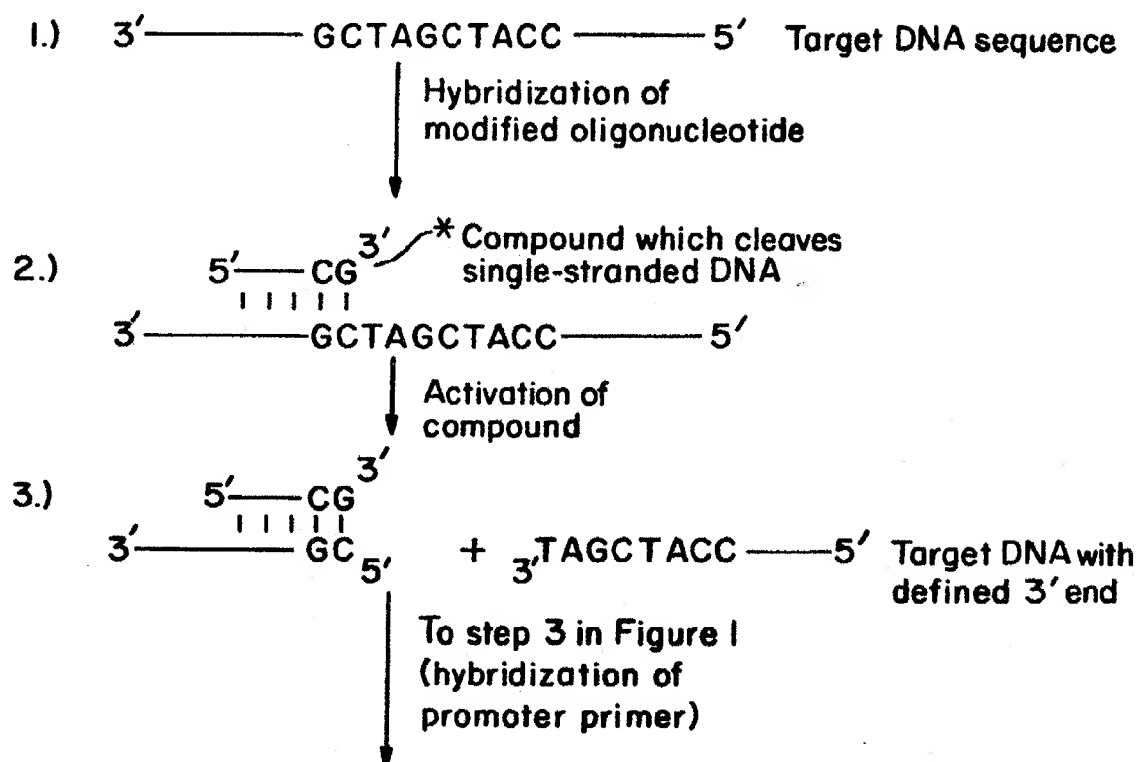 1.) 3′ GCTAGCTACC 5′ Target DNA sequence
Hybridization of
modified oligonucleotide
3′ * Compound which cleaves
2.) 5′ CG single-stranded DNA
3′ GCTAGCTACC 5′
Activation of
compound
3′
3.) 5′ CG
3′ GC 5′ + 3′TAGCTACC 5′ Target DNA with
defined 3′ end
To step 3 in Figure 1
(hybridization of
promoter primer)